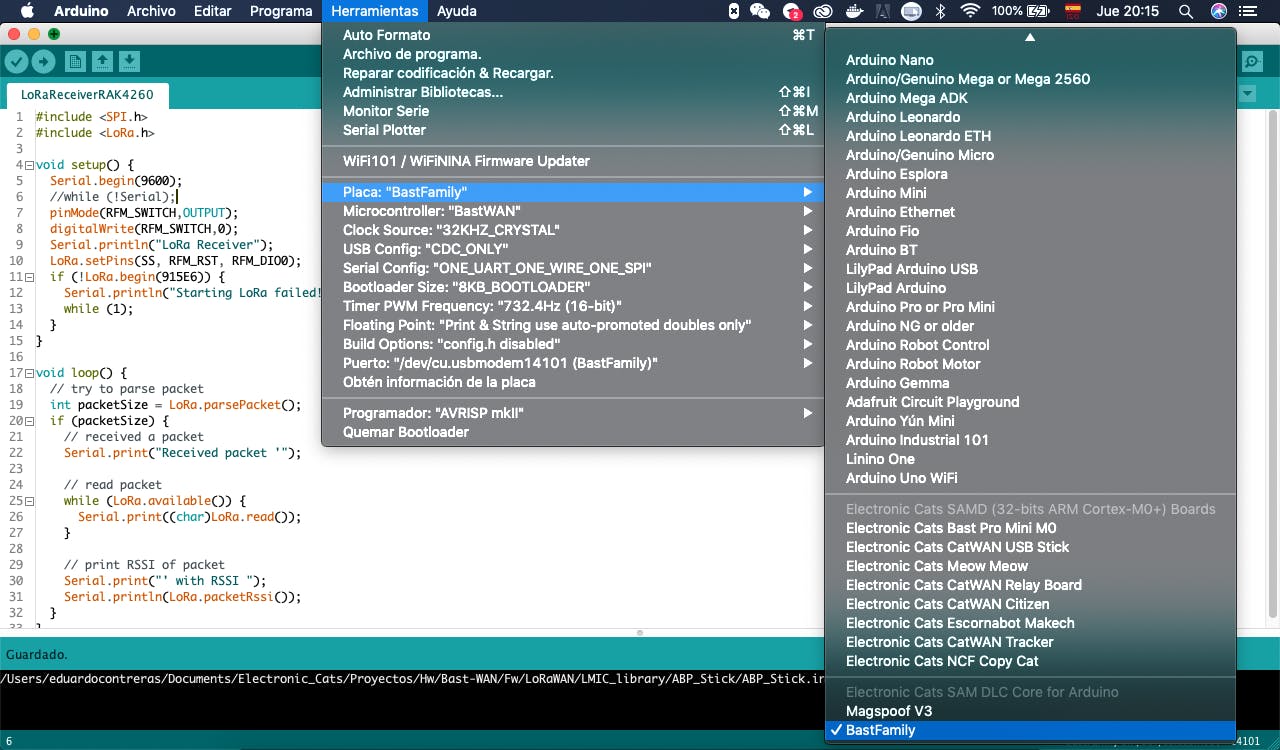 Arduino Archivo Editar Programa Herramientas Ayuda 2 100% Jue 20:15
LoRaReceiverRAK4260
1 #include <SPI.h>
2 #include <LoRa.h>
3
4 void setup() {
5 Serial.begin(9600);
6 //while (!Serial);
7 pinMode(RFM_SWITCH,OUTPUT);
8 digitalWrite(RFM_SWITCH,0);
9 Serial.println("LoRa Receiver");
10 LoRa.setPins(SS, RFM_RST, RFM_DIO0);
11 if (!LoRa.begin(915E6)) {
12 Serial.println("Starting LoRa failed!
13 while (1);
14 }
15 }
16
17 void loop() {
18 // try to parse packet
19 int packetSize = LoRa.parsePacket();
20 if (packetSize) {
21 // received a packet
22 Serial.print("Received packet '");
23
24 // read packet
25 while (LoRa.available()) {
26 Serial.print((char)LoRa.read());
27 }
28
29 // print RSSI of packet
30 Serial.print("' with RSSI ");
31 Serial.println(LoRa.packetRssi());
32 }
33 }
Auto Formato ⌘T
Archivo de programa.
Reparar codificación & Recargar.
Administrar Bibliotecas... ⇧⌘I
Monitor Serie ⇧⌘M
Serial Plotter ⇧⌘L
WiFi101 / WiFiNINA Firmware Updater
Placa: "BastFamily"
Microcontroller: "BastWAN"
Clock Source: "32KHZ_CRYSTAL"
USB Config: "CDC_ONLY"
Serial Config: "ONE_UART_ONE_WIRE_ONE_SPI"
Bootloader Size: "8KB_BOOTLOADER"
Timer PWM Frequency: "732.4Hz (16-bit)"
Floating Point: "Print & String use auto-promoted doubles only"
Build Options: "config.h disabled"
Puerto: "/dev/cu.usbmodem14101 (BastFamily)"
Obtén información de la placa
Programador: "AVRISP mkII"
Quemar Bootloader
Arduino Nano
Arduino/Genuino Mega or Mega 2560
Arduino Mega ADK
Arduino Leonardo
Arduino Leonardo ETH
Arduino/Genuino Micro
Arduino Esplora
Arduino Mini
Arduino Ethernet
Arduino Fio
Arduino BT
LilyPad Arduino USB
LilyPad Arduino
Arduino Pro or Pro Mini
Arduino NG or older
Arduino Robot Control
Arduino Robot Motor
Arduino Gemma
Adafruit Circuit Playground
Arduino Yún Mini
Arduino Industrial 101
Linino One
Arduino Uno WiFi
Electronic Cats SAMD (32-bits ARM Cortex-M0+) Boards
Electronic Cats Bast Pro Mini M0
Electronic Cats CatWAN USB Stick
Electronic Cats Meow Meow
Electronic Cats CatWAN Relay Board
Electronic Cats CatWAN Citizen
Electronic Cats Escornabot Makech
Electronic Cats CatWAN Tracker
Electronic Cats NCF Copy Cat
Electronic Cats SAM DLC Core for Arduino
Magspoof V3
✓ BastFamily
Guardado.
/Users/eduardocontreras/Documents/Electronic_Cats/Proyectos/Hw/Bast-WAN/Fw/LoRaWAN/LMIC_library/ABP_Stick/ABP_Stick.in
6 4101